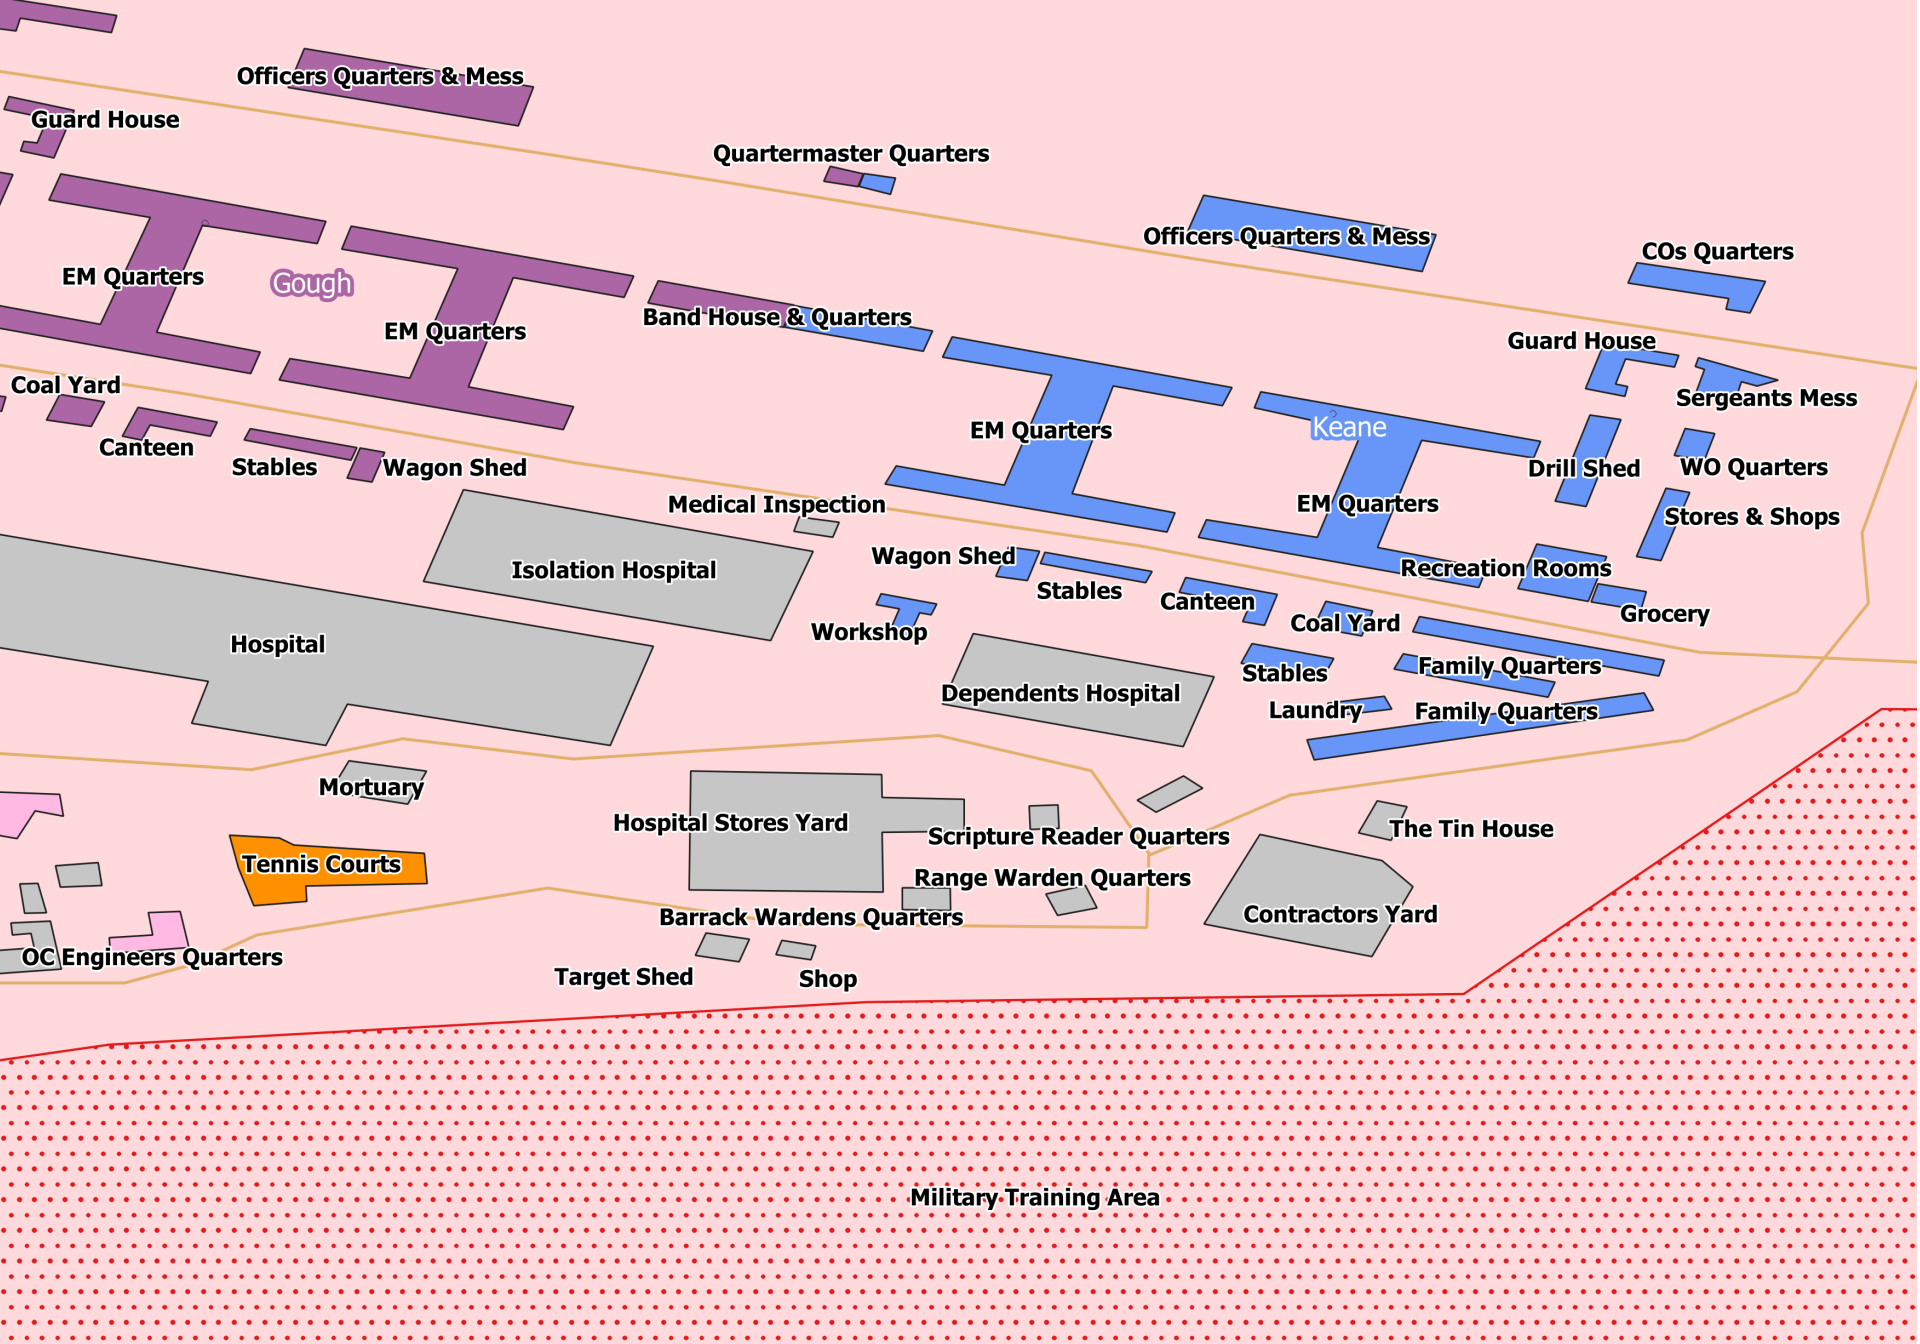 Officers Quarters & Mess
Guard House
Quartermaster Quarters
Officers Quarters & Mess
COs Quarters
EM Quarters
Gough
EM Quarters
Band House & Quarters
Guard House
Sergeants Mess
Coal Yard
Canteen
Stables
Wagon Shed
EM Quarters
Keane
Drill Shed
WO Quarters
Medical Inspection
EM Quarters
Stores & Shops
Isolation Hospital
Wagon Shed
Stables
Recreation Rooms
Canteen
Grocery
Hospital
Workshop
Coal Yard
Dependents Hospital
Stables
Family Quarters
Laundry
Family Quarters
Mortuary
Hospital Stores Yard
Scripture Reader Quarters
The Tin House
Tennis Courts
Range Warden Quarters
Barrack Wardens Quarters
Contractors Yard
OC Engineers Quarters
Target Shed
Shop
Military Training Area